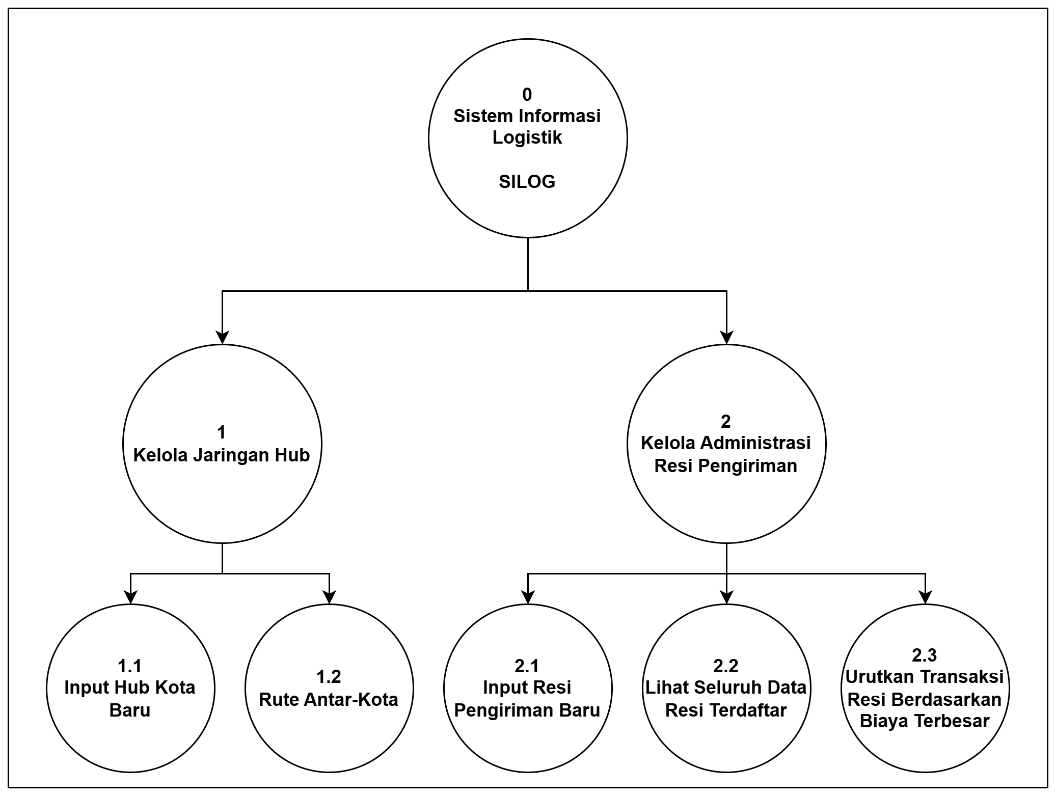 0
Sistem Informasi
Logistik
SILOG
1
Kelola Jaringan Hub
2
Kelola Administrasi
Resi Pengiriman
1.1
Input Hub Kota
Baru
1.2
Rute Antar-Kota
2.1
Input Resi
Pengiriman Baru
2.2
Lihat Seluruh Data
Resi Terdaftar
2.3
Urutkan Transaksi
Resi Berdasarkan
Biaya Terbesar